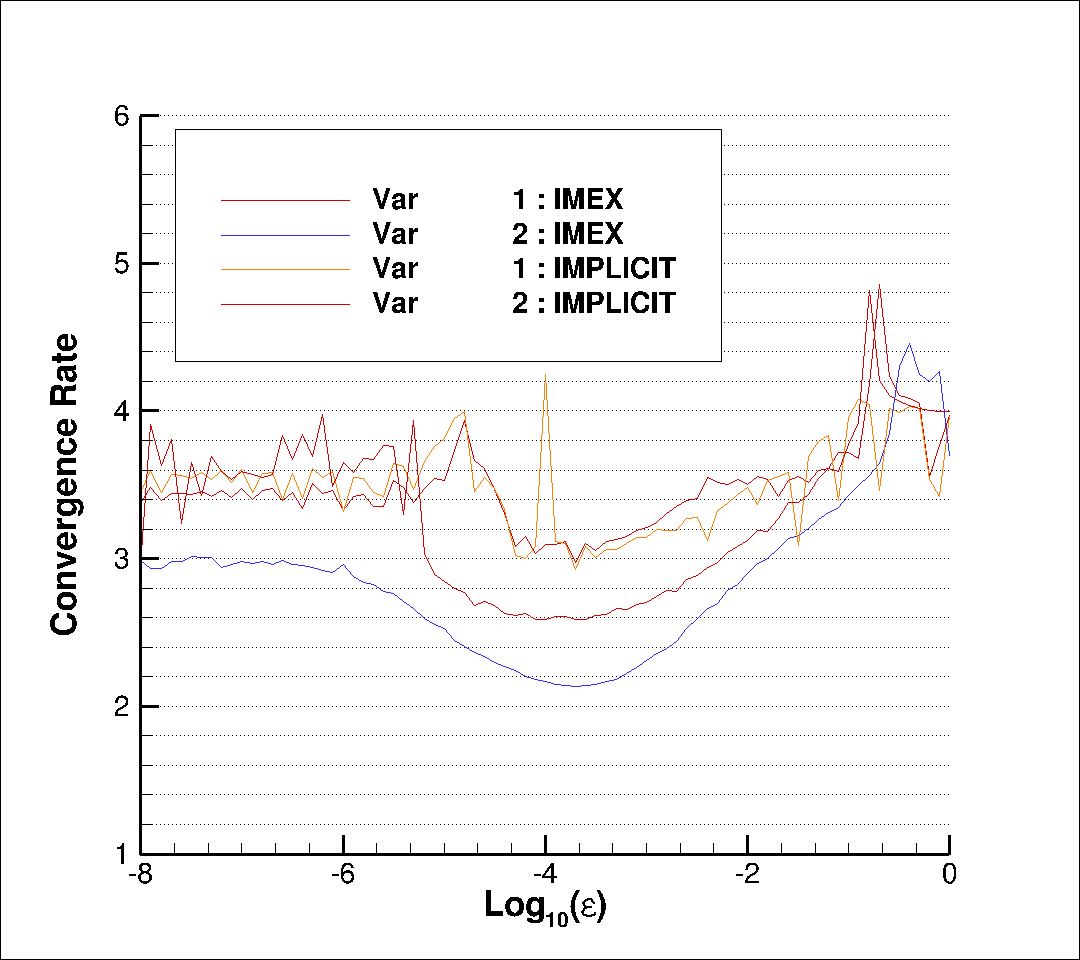 6
Var 1 : IMEX
Var 2 : IMEX
5
Var 1 : IMPLICIT
Var 2 : IMPLICIT
4
Convergence Rate
3
2
1
-8 -6 -4 -2 0
Log10(ε)